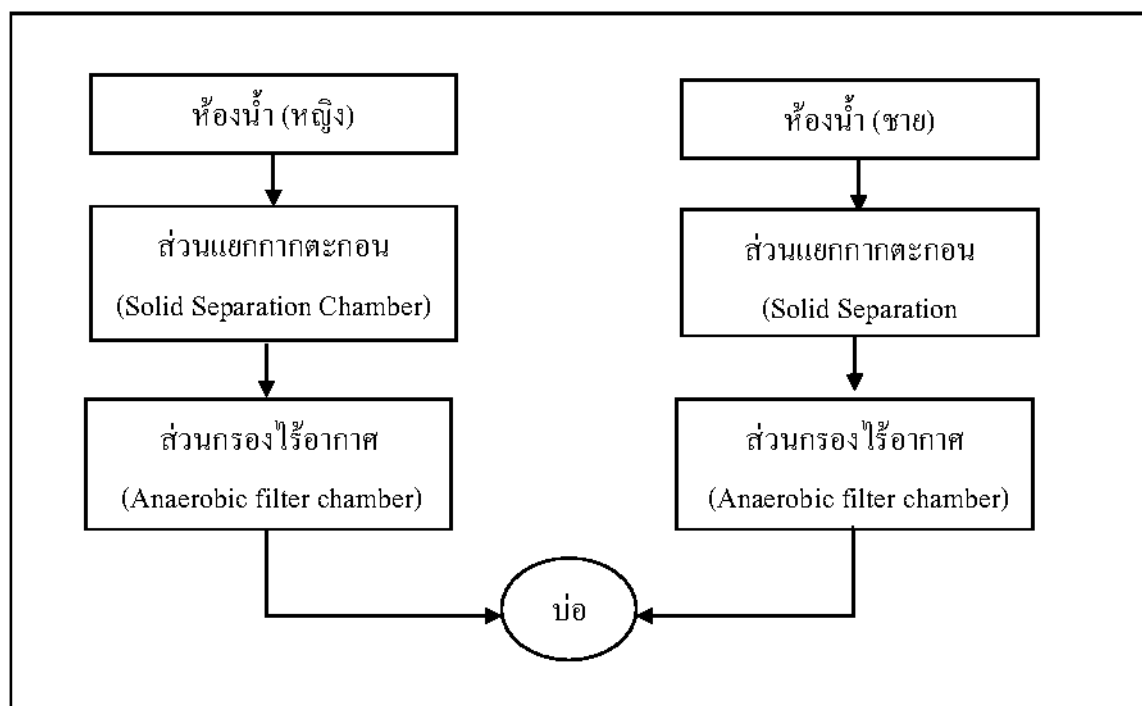 ห้องน้ำ (หญิง)
ส่วนแยกกากตะกอน
(Solid Separation Chamber)
ส่วนกรองไร้อากาศ
(Anaerobic filter chamber)
ห้องน้ำ (ชาย)
ส่วนแยกกากตะกอน
(Solid Separation
ส่วนกรองไร้อากาศ
(Anaerobic filter chamber)
บ่อ